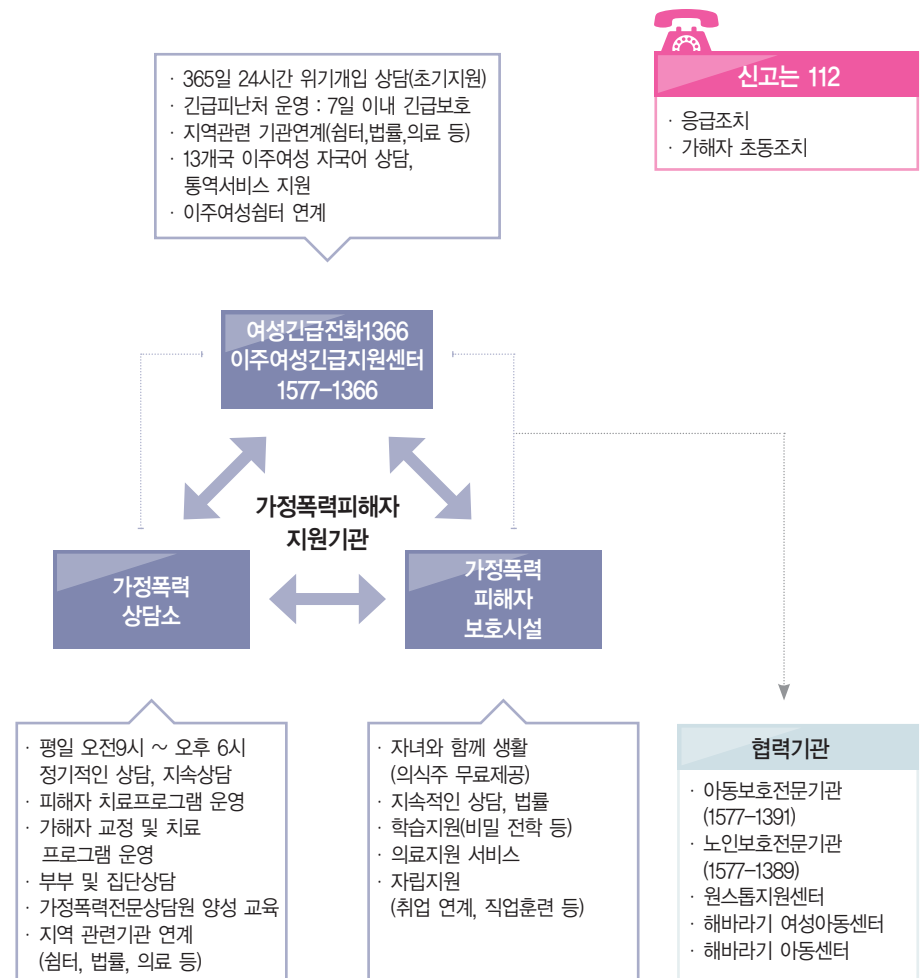 · 365일 24시간 위기개입 상담(초기지원)
· 긴급피난처 운영 : 7일 이내 긴급보호
· 지역관련 기관연계(쉼터,법률,의료 등)
· 13개국 이주여성 자국어 상담,
통역서비스 지원
· 이주여성쉼터 연계
신고는 112
· 응급조치
· 가해자 초동조치
여성긴급전화1366
이주여성긴급지원센터
1577-1366
가정폭력피해자
지원기관
가정폭력
상담소
가정폭력
피해자
보호시설
· 평일 오전9시 ~ 오후 6시
정기적인 상담, 지속상담
· 피해자 치료프로그램 운영
· 가해자 교정 및 치료
프로그램 운영
· 부부 및 집단상담
· 가정폭력전문상담원 양성 교육
· 지역 관련기관 연계
(쉼터, 법률, 의료 등)
· 자녀와 함께 생활
(의식주 무료제공)
· 지속적인 상담, 법률
· 학습지원(비밀 전학 등)
· 의료지원 서비스
· 자립지원
(취업 연계, 직업훈련 등)
협력기관
· 아동보호전문기관
(1577-1391)
· 노인보호전문기관
(1577-1389)
· 원스톱지원센터
· 해바라기 여성아동센터
· 해바라기 아동센터